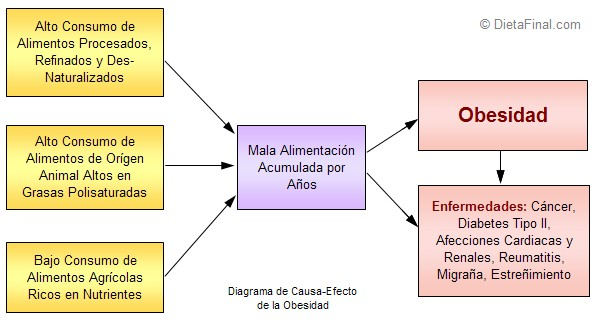 Alto Consumo de
Alimentos Procesados,
Refinados y Des-
Naturalizados
Alto Consumo de
Alimentos de Orígen
Animal Altos en
Grasas Polisaturadas
Bajo Consumo de
Alimentos Agrícolas
Ricos en Nutrientes
Mala Alimentación
Acumulada por
Años
Diagrama de Causa-Efecto
de la Obesidad
© DietaFinal.com
Obesidad
Enfermedades: Cáncer,
Diabetes Tipo II,
Afecciones Cardiacas y
Renales, Reumatitis,
Migraña, Estreñimiento